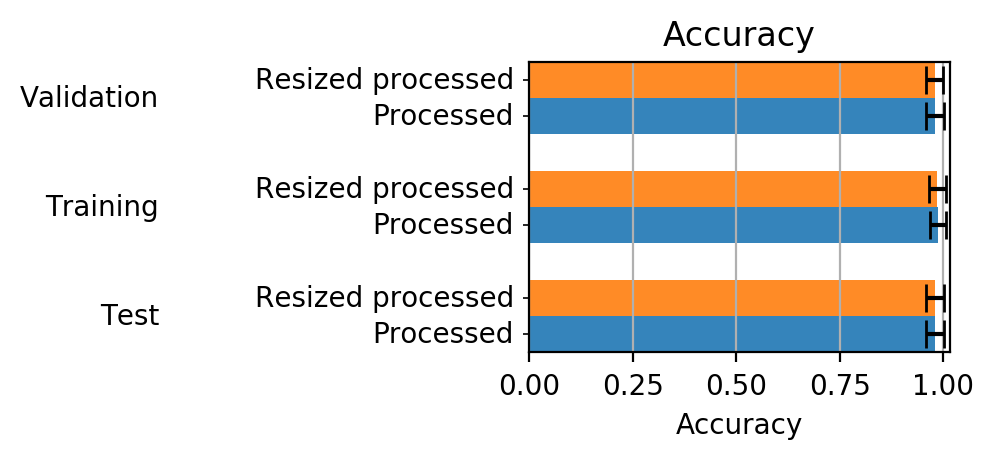 Accuracy
Validation
Resized processed
Processed
Training
Resized processed
Processed
Test
Resized processed
Processed
0.00 0.25 0.50 0.75 1.00
Accuracy